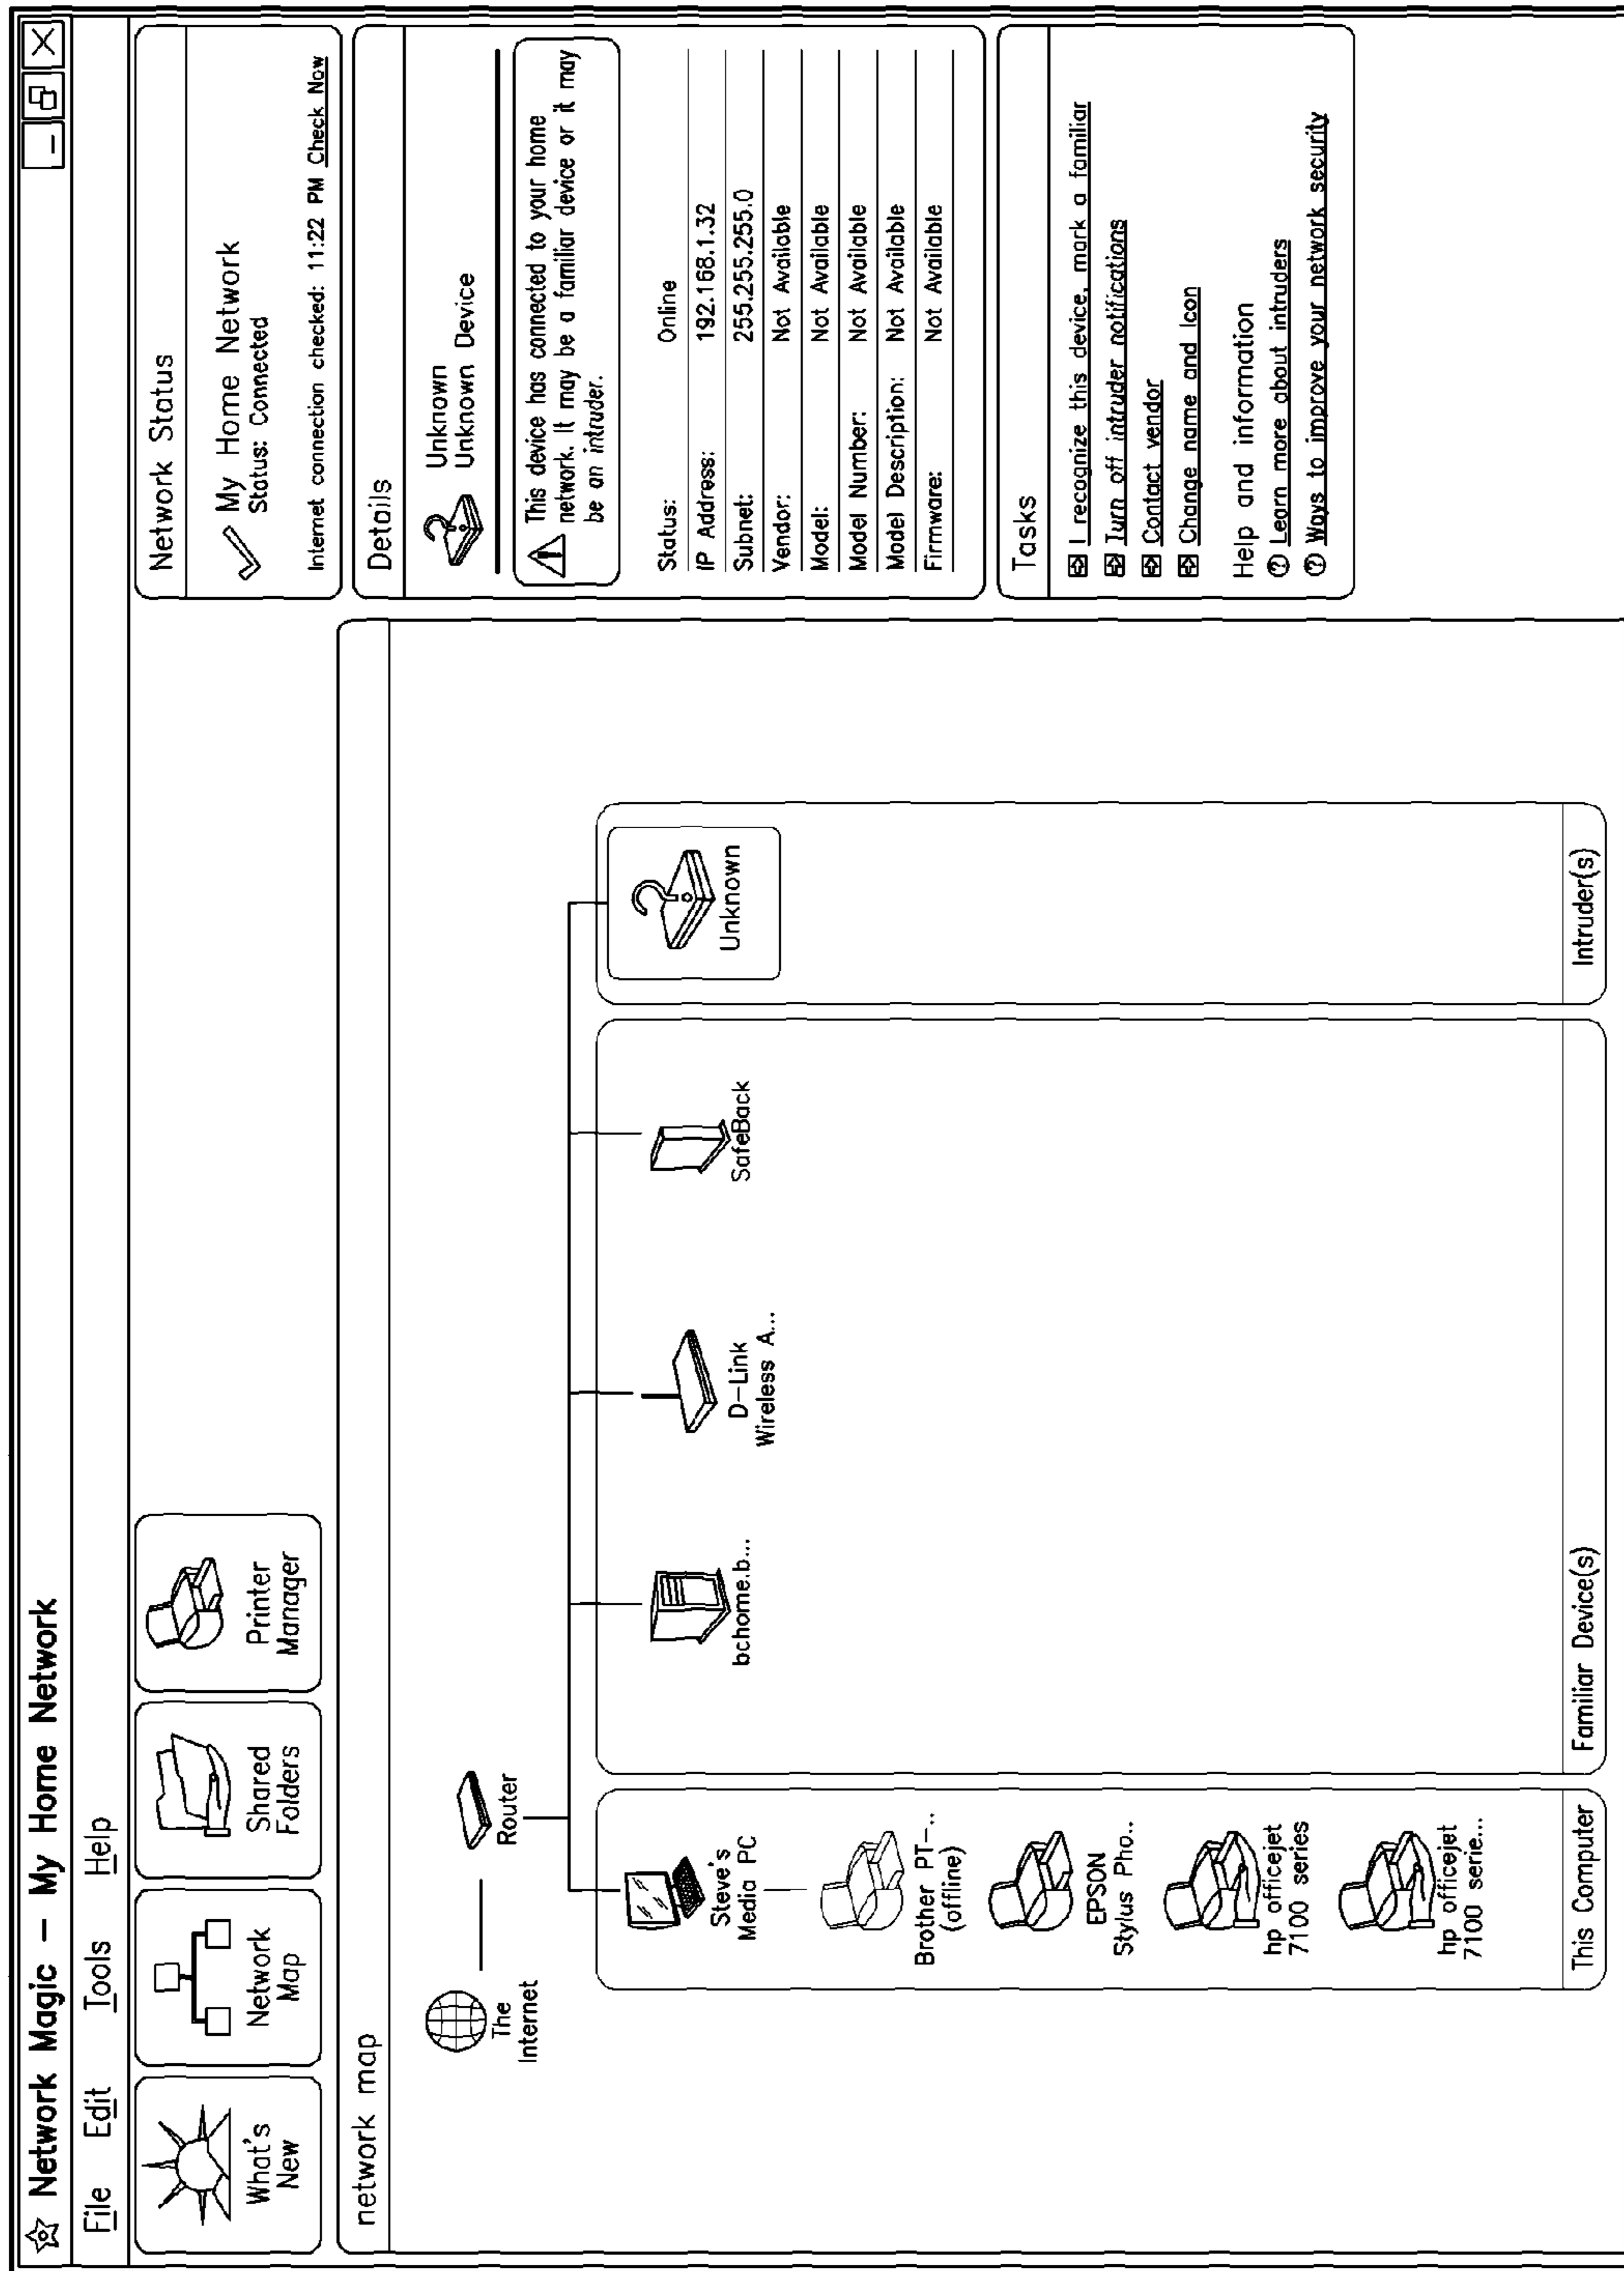 Network Magic – My Home Network
File Edit Tools Help
What's
New
Network
Map
Shared
Folders
Printer
Manager
network map
The
Internet
Router
Steve's
Media PC
Brother PT-..
(offline)
EPSON
Stylus Pho..
hp officejet
7100 series
hp officejet
7100 serie...
This Computer
bchome.b...
D-Link
Wireless A...
SafeBack
Familiar Device(s)
Unknown
Intruder(s)
Network Status
My Home Network
Status: Connected
Internet connection checked: 11:22 PM Check Now
Details
Unknown
Unknown Device
This device has connected to your home
network. It may be a familiar device or it may
be an intruder.
Status: Online
IP Address: 192.168.1.32
Subnet: 255.255.255.0
Vendor: Not Available
Model: Not Available
Model Number: Not Available
Model Description: Not Available
Firmware: Not Available
Tasks
I recognize this device, mark a familiar
Turn off intruder notifications
Contact vendor
Change name and Icon
Help and information
Learn more about intruders
Ways to improve your network security